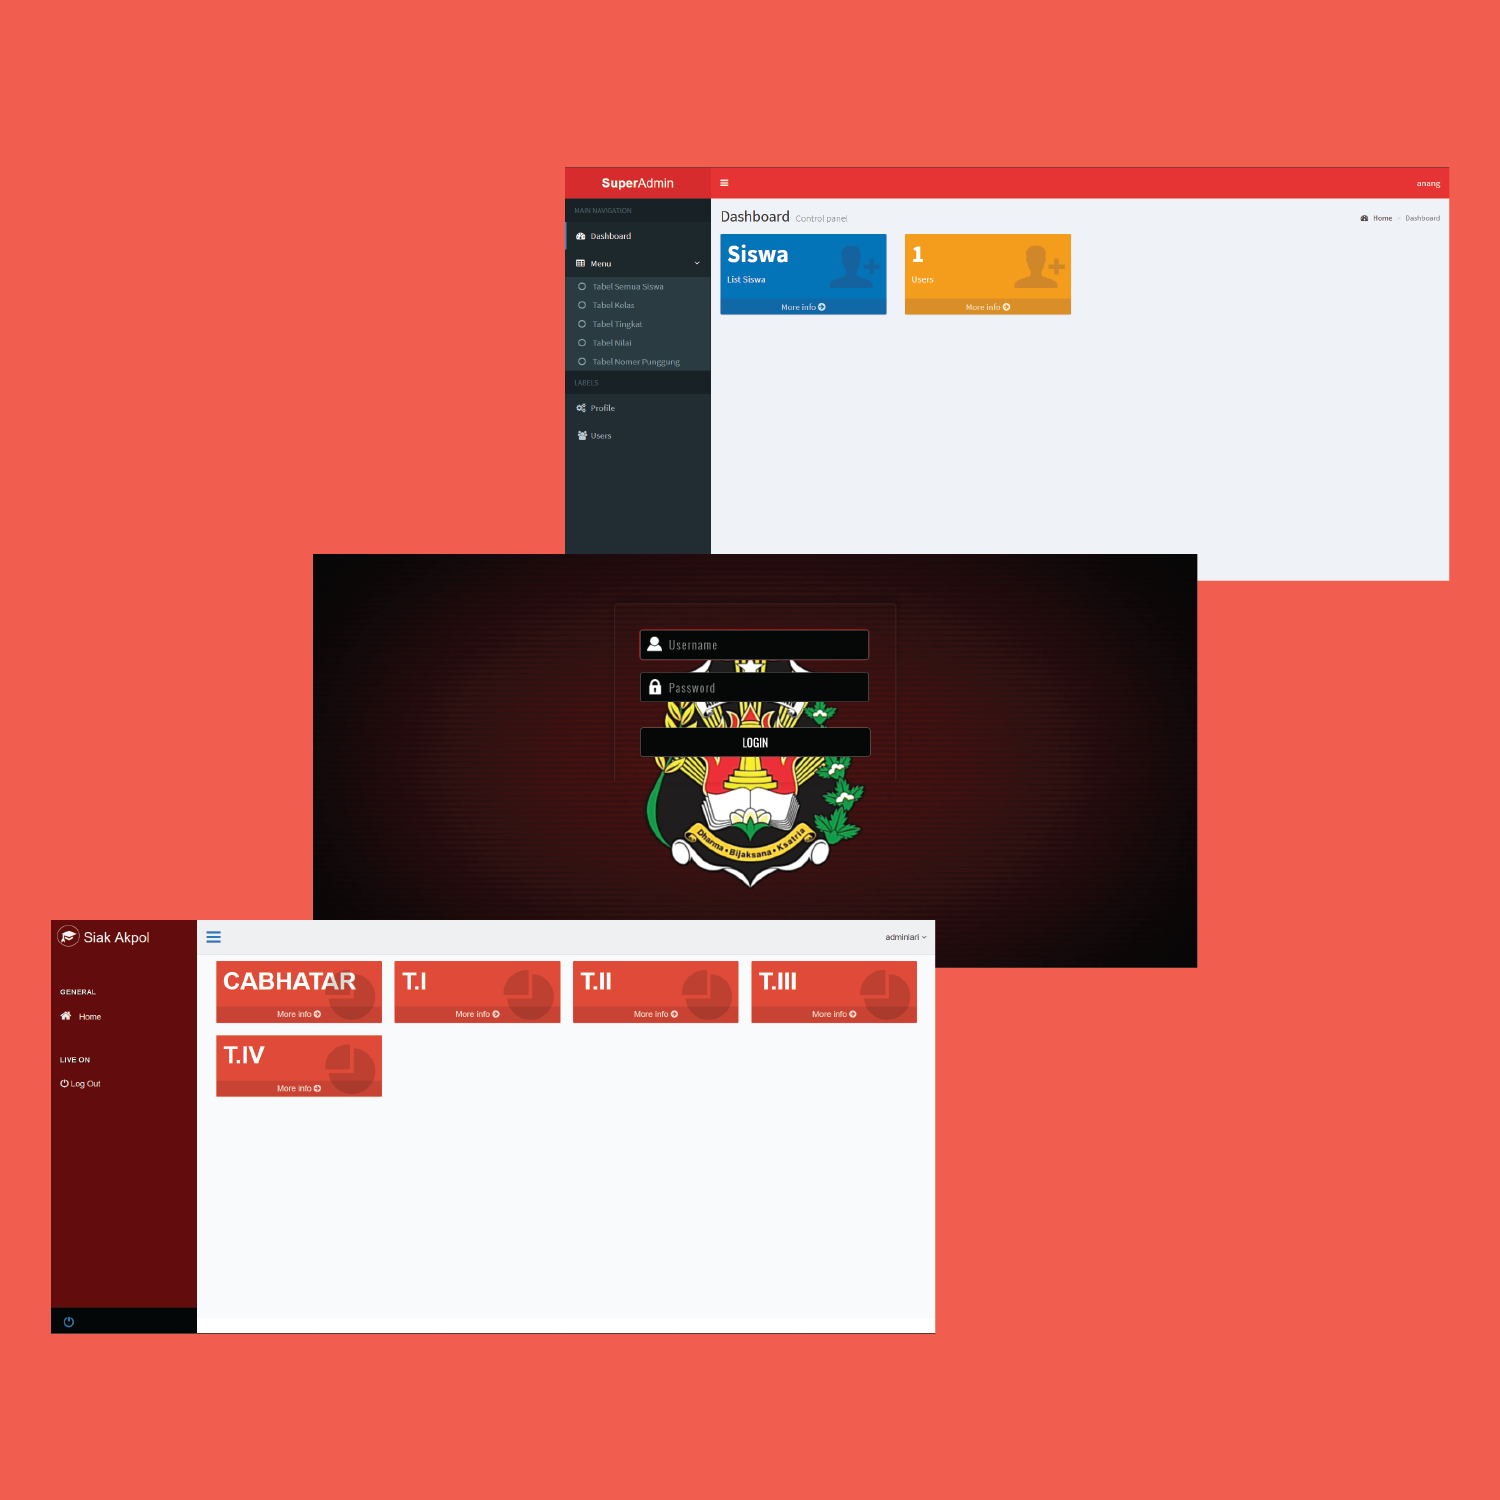 SuperAdmin
anang
MAIN NAVIGATION
Dashboard
Menu
Tabel Semua Siswa
Tabel Kelas
Tabel Tingkat
Tabel Nilai
Tabel Nomer Punggung
LABELS
Profile
Users
Dashboard Control panel
Home
Dashboard
Siswa
List Siswa
More info
1
Users
More info
Username
Password
LOGIN
Dharma • Bijaksana • Ksatria
Siak Akpol
adminlari
GENERAL
Home
LIVE ON
Log Out
CABHATAR
More info
T.I
More info
T.II
More info
T.III
More info
T.IV
More info